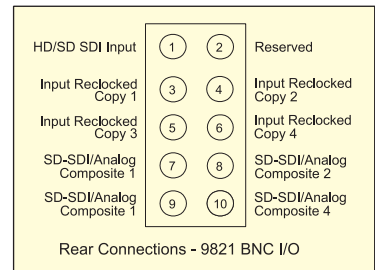 HD/SD SDI Input 1 2 Reserved
Input Reclocked
Copy 1 3 4 Input Reclocked
Copy 2
Input Reclocked
Copy 3 5 6 Input Reclocked
Copy 4
SD-SDI/Analog
Composite 1 7 8 SD-SDI/Analog
Composite 2
SD-SDI/Analog
Composite 1 9 10 SD-SDI/Analog
Composite 4
Rear Connections - 9821 BNC I/O